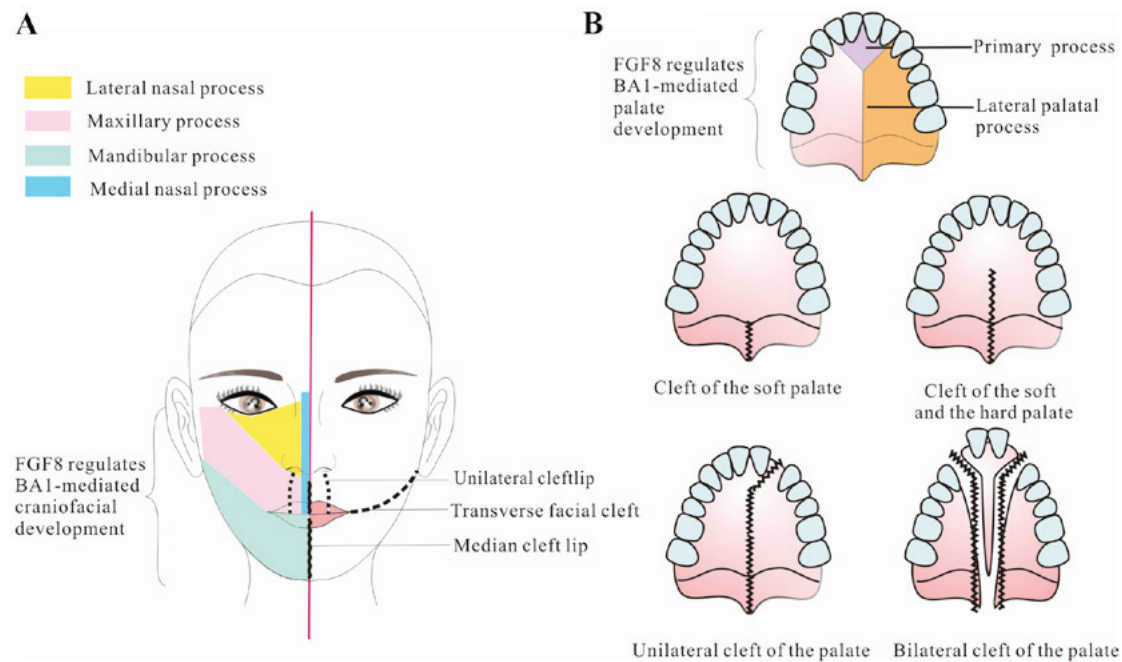 A
Lateral nasal process
Maxillary process
Mandibular process
Medial nasal process
FGF8 regulates
BA1-mediated
craniofacial
development
Unilateral cleftlip
Transverse facial cleft
Median cleft lip
B
FGF8 regulates
BA1-mediated
palate
development
Primary process
Lateral palatal
process
Cleft of the soft palate
Cleft of the soft
and the hard palate
Unilateral cleft of the palate
Bilateral cleft of the palate